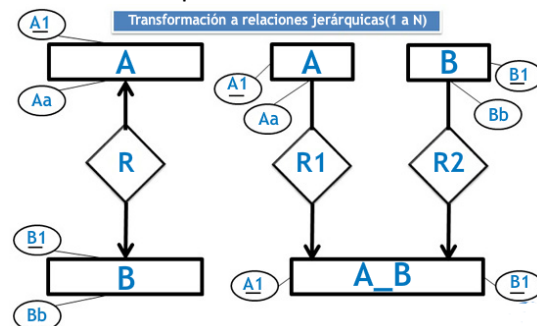 Transformación a relaciones jerárquicas(1 a N)
A1
A
Aa
R
B1
B
Bb
A
A1
Aa
R1
B
B1
Bb
R2
A1
A_B
B1